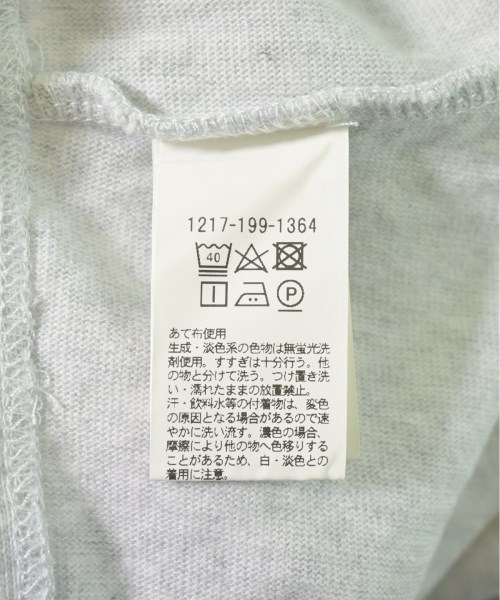 1217-199-1364
40
P
あて布使用
生成・淡色系の色物は無蛍光洗
剤使用。すすぎは十分行う。他
の物と分けて洗う。つけ置き洗
い・濡れたままの放置禁止。
汗・飲料水等の付着物は、変色
の原因となる場合があるので速
やかに洗い流す。濃色の場合、
摩擦により他の物へ色移りする
ことがあるため、白・淡色との
着用に注意。